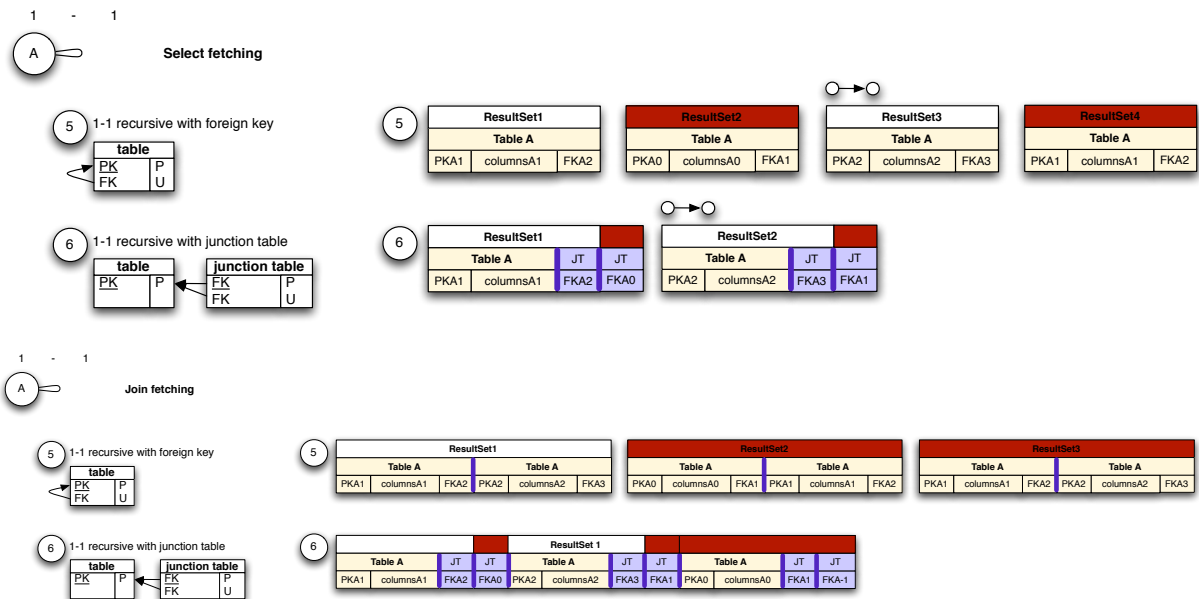 1 - 1
A
Select fetching
5
1-1 recursive with foreign key
table
PK P
FK U
5
ResultSet1
Table A
PKA1 columnsA1 FKA2
ResultSet2
Table A
PKA0 columnsA0 FKA1
ResultSet3
Table A
PKA2 columnsA2 FKA3
ResultSet4
Table A
PKA1 columnsA1 FKA2
6
1-1 recursive with junction table
table
PK P
junction table
FK P
FK U
6
ResultSet1
Table A JT JT
PKA1 columnsA1 FKA2 FKA0
ResultSet2
Table A JT JT
PKA2 columnsA2 FKA3 FKA1
1 - 1
A
Join fetching
5
1-1 recursive with foreign key
table
PK P
FK U
5
ResultSet1
Table A Table A
PKA1 columnsA1 FKA2 PKA2 columnsA2 FKA3
ResultSet2
Table A Table A
PKA0 columnsA0 FKA1 PKA1 columnsA1 FKA2
ResultSet3
Table A Table A
PKA1 columnsA1 FKA2 PKA2 columnsA2 FKA3
6
1-1 recursive with junction table
table
PK P
junction table
FK P
FK U
6
ResultSet 1
Table A JT JT Table A JT JT Table A JT JT
PKA1 columnsA1 FKA2 FKA0 PKA2 columnsA2 FKA3 FKA1 PKA0 columnsA0 FKA1 FKA-1